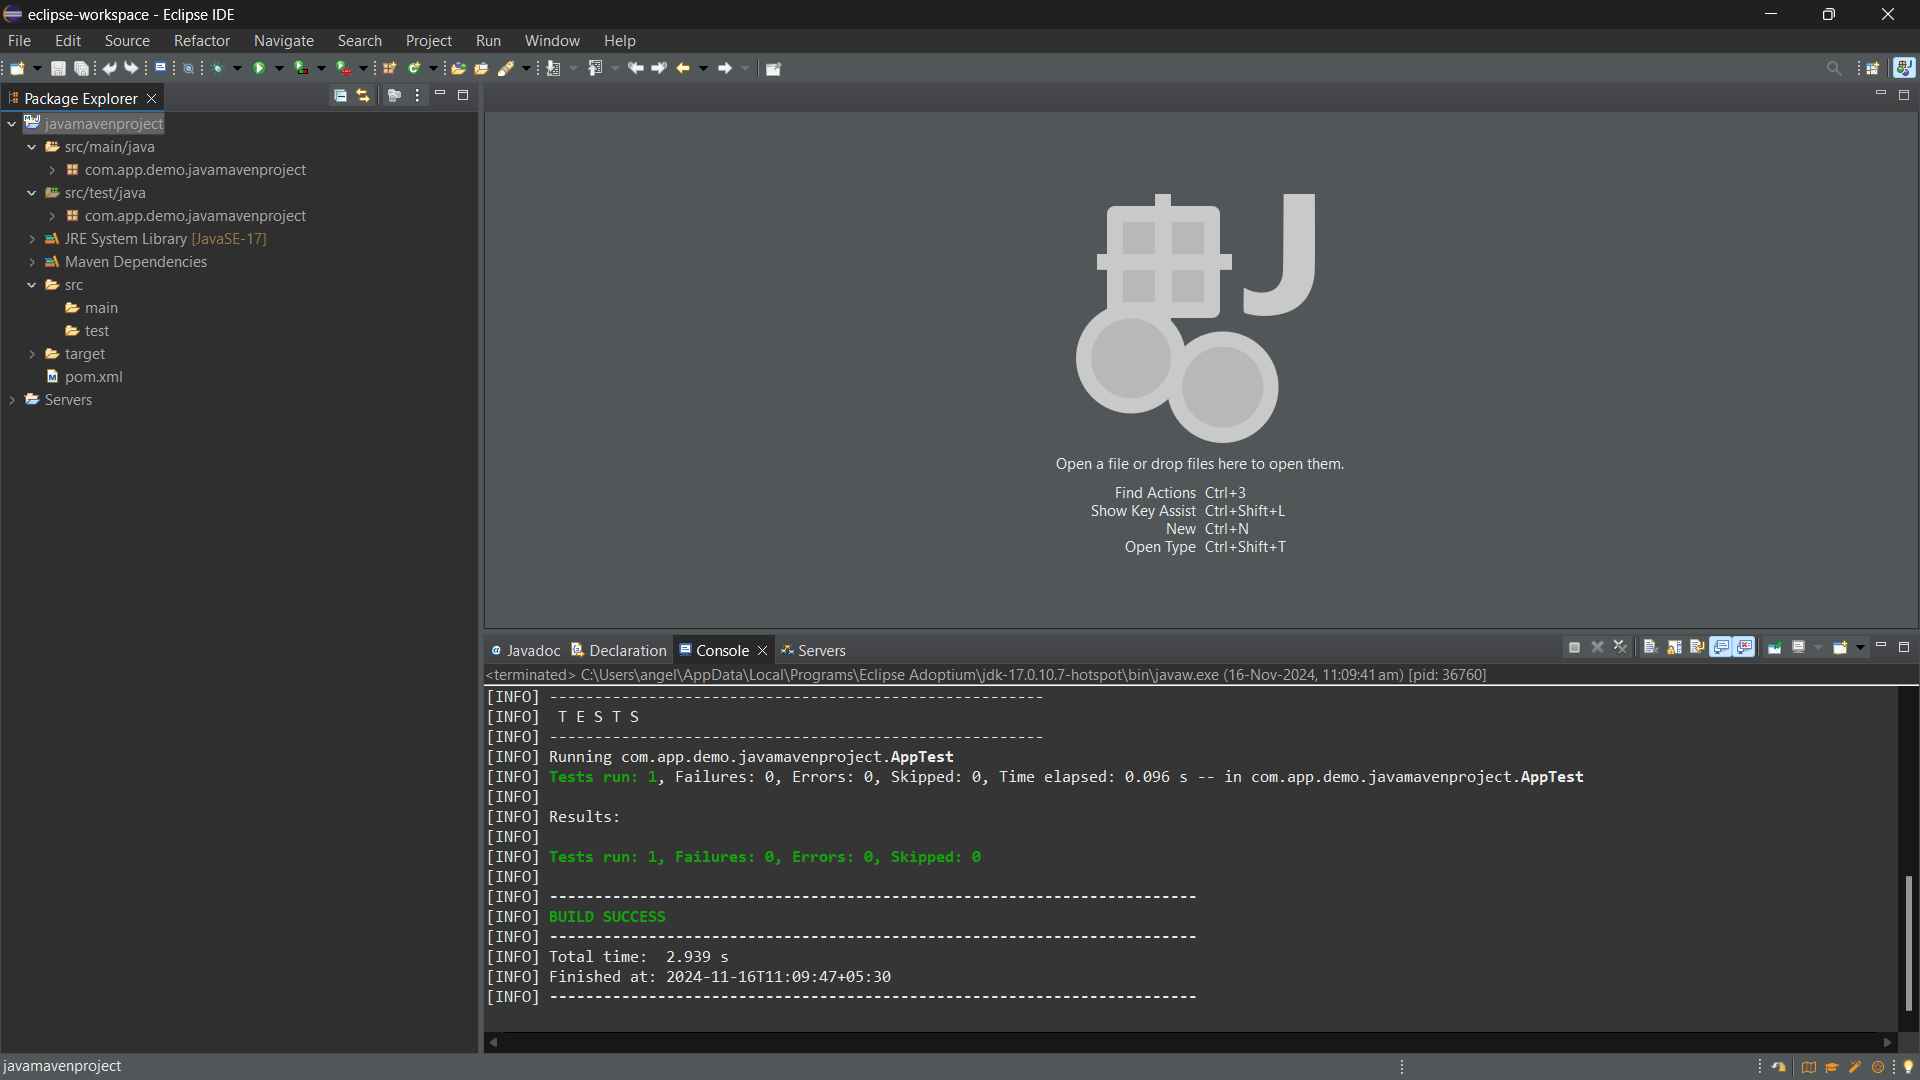 eclipse-workspace - Eclipse IDE
File Edit Source Refactor Navigate Search Project Run Window Help
Package Explorer
javamavenproject
src/main/java
com.app.demo.javamavenproject
src/test/java
com.app.demo.javamavenproject
JRE System Library [JavaSE-17]
Maven Dependencies
src
main
test
target
pom.xml
Servers
Open a file or drop files here to open them.
Find Actions Ctrl+3
Show Key Assist Ctrl+Shift+L
New Ctrl+N
Open Type Ctrl+Shift+T
Javadoc Declaration Console Servers
<terminated> C:\Users\angel\AppData\Local\Programs\Eclipse Adoptium\jdk-17.0.10.7-hotspot\bin\javaw.exe (16-Nov-2024, 11:09:41 am) [pid: 36760]
[INFO] -------------------------------------------------------
[INFO]  T E S T S
[INFO] -------------------------------------------------------
[INFO] Running com.app.demo.javamavenproject.AppTest
[INFO] Tests run: 1, Failures: 0, Errors: 0, Skipped: 0, Time elapsed: 0.096 s -- in com.app.demo.javamavenproject.AppTest
[INFO]
[INFO] Results:
[INFO]
[INFO] Tests run: 1, Failures: 0, Errors: 0, Skipped: 0
[INFO]
[INFO] ------------------------------------------------------------------------
[INFO] BUILD SUCCESS
[INFO] ------------------------------------------------------------------------
[INFO] Total time:  2.939 s
[INFO] Finished at: 2024-11-16T11:09:47+05:30
[INFO] ------------------------------------------------------------------------
javamavenproject